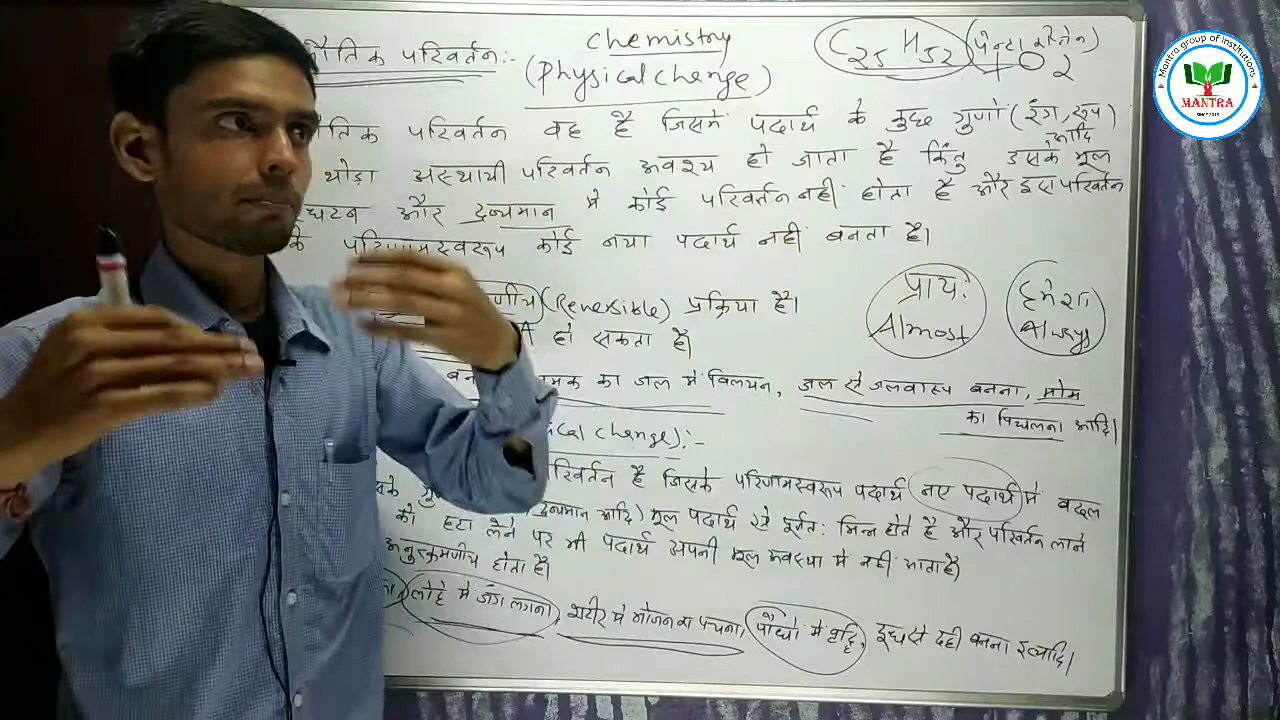 chemistry
भौतिक परिवर्तन:-
(Physical change)
C25 H52 (पेन्टाकोसेन)
+ O2
भौतिक परिवर्तन वह है जिसमें पदार्थ के कुछ गुणों (रंग, रूप)
आदि
थोड़ा अस्थायी परिवर्तन अवश्य हो जाता है किंतु उसके मूल
घटन और द्रव्यमान में कोई परिवर्तन नहीं होता है और इस परिवर्तन
के परिणामस्वरूप कोई नया पदार्थ नहीं बनता है।
(Reversible) प्रक्रिया है।
हो सकता है।
प्रायः
Almost
हमेशा
Always
का जल में विलयन, जल से जलवाष्प बनना, मोम
का पिघलना आदि।
ical change):-
परिवर्तन है जिसके परिणामस्वरूप पदार्थ नए पदार्थ में बदल
द्रव्यमान आदि) मूल पदार्थ से पूर्णतः भिन्न होते है और परिवर्तन लाने
को हटा लेने पर भी पदार्थ अपनी मूल अवस्था में नहीं आता है
अनुत्क्रमणीय होता है।
लोहे में जंग लगना, शरीर में भोजन का पचना, पौधों में वृद्धि, दूध से दही बनना इत्यादि।
Mantra group of Institutions
MANTRA